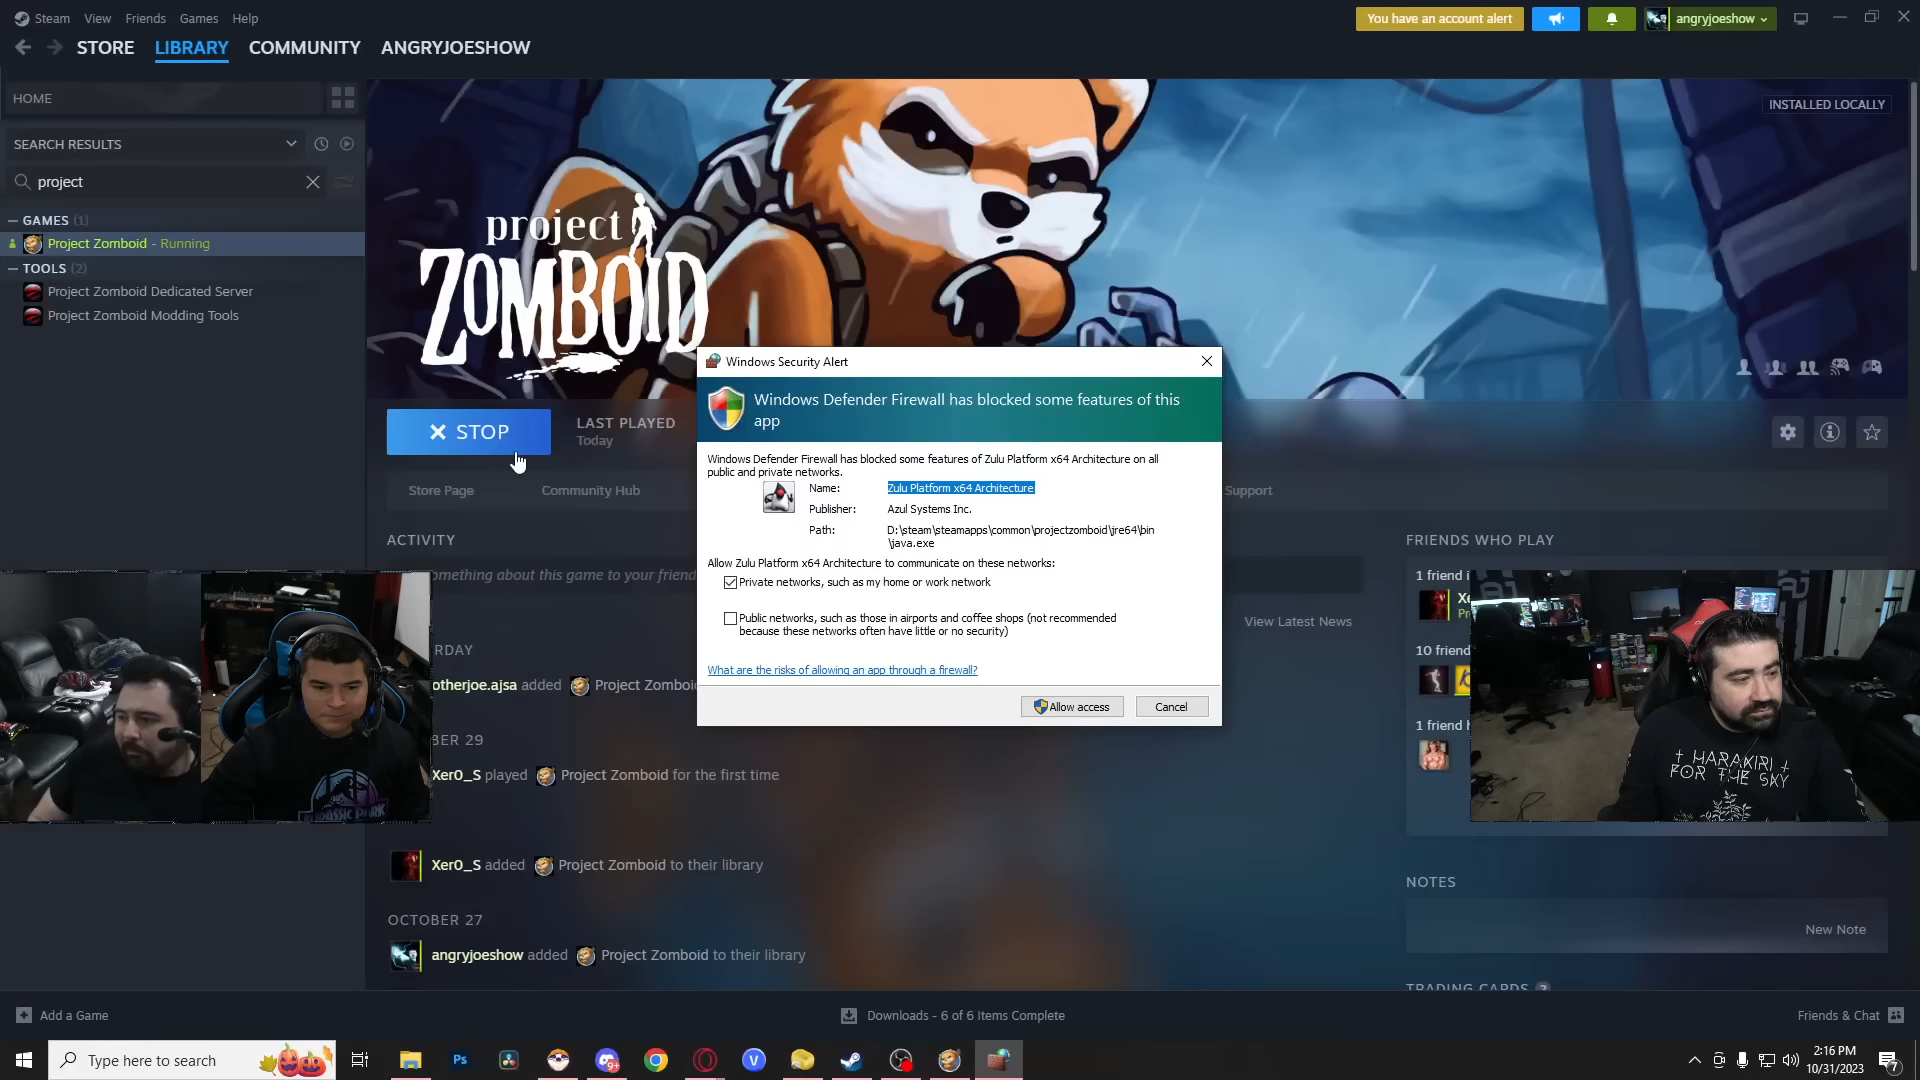 Steam View Friends Games Help
You have an account alert
angryjoeshow
STORE LIBRARY COMMUNITY ANGRYJOESHOW
HOME
INSTALLED LOCALLY
SEARCH RESULTS
project
GAMES (1)
Project Zomboid - Running
TOOLS (2)
Project Zomboid Dedicated Server
Project Zomboid Modding Tools
project
ZOMBOID
Windows Security Alert
Windows Defender Firewall has blocked some features of this
app
Windows Defender Firewall has blocked some features of Zulu Platform x64 Architecture on all
public and private networks.
Name: Zulu Platform x64 Architecture
Publisher: Azul Systems Inc.
Path: D:\steam\steamapps\common\projectzomboid\jre64\bin
\java.exe
Allow Zulu Platform x64 Architecture to communicate on these networks:
Private networks, such as my home or work network
Public networks, such as those in airports and coffee shops (not recommended
because these networks often have little or no security)
What are the risks of allowing an app through a firewall?
Allow access Cancel
STOP
LAST PLAYED
Today
Store Page Community Hub Support
ACTIVITY
omething about this game to your friend
View Latest News
RDAY
otherjoe.ajsa added Project Zomboi
BER 29
Xer0_S played Project Zomboid for the first time
Xer0_S added Project Zomboid to their library
OCTOBER 27
angryjoeshow added Project Zomboid to their library
FRIENDS WHO PLAY
1 friend i
Xe
Pr
10 friend
1 friend h
HARAKIRI
FOR THE SKY
JURASSIC PARK
NOTES
New Note
TRADING CARDS ?
Add a Game
Downloads - 6 of 6 Items Complete
Friends & Chat
Type here to search
Ps
9+
V
2:16 PM
10/31/2023
7